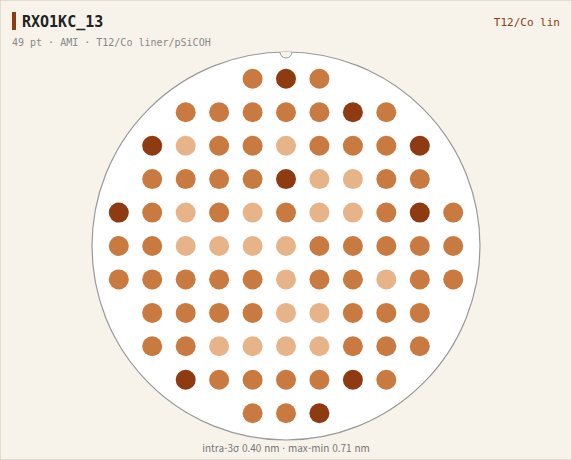 RXO1KC_13
T12/Co lin
49 pt · AMI · T12/Co liner/pSiCOH
intra-3σ 0.40 nm · max-min 0.71 nm